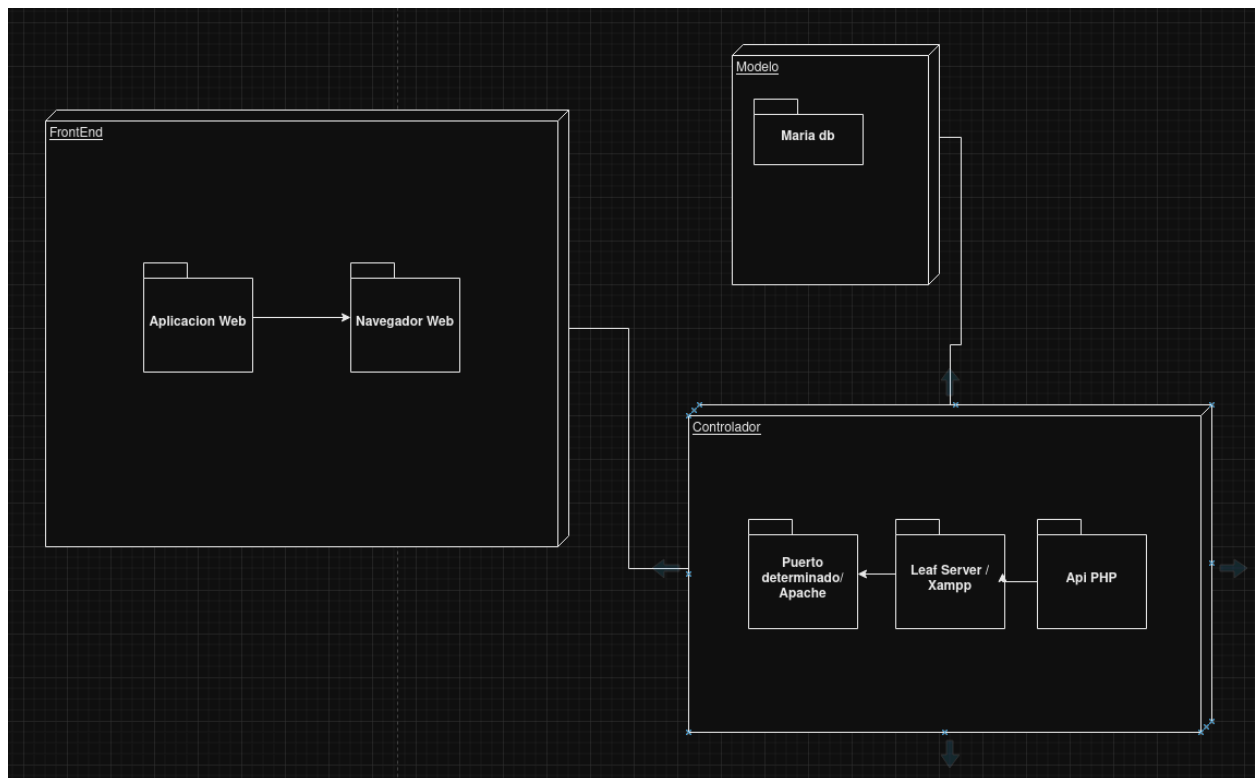 Modelo
Maria db
FrontEnd
Aplicacion Web
Navegador Web
Controlador
Puerto
determinado/
Apache
Leaf Server /
Xampp
Api PHP